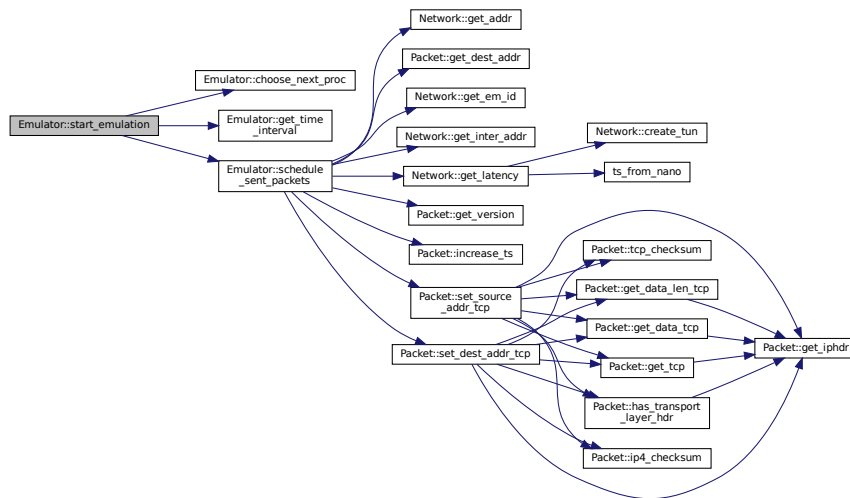 Network::get_addr
Packet::get_dest_addr
Emulator::choose_next_proc
Network::get_em_id
Emulator::start_emulation
Emulator::get_time
_interval
Network::get_inter_addr
Network::create_tun
Emulator::schedule
_sent_packets
Network::get_latency
ts_from_nano
Packet::get_version
Packet::increase_ts
Packet::tcp_checksum
Packet::set_source
_addr_tcp
Packet::get_data_len_tcp
Packet::get_data_tcp
Packet::get_iphdr
Packet::set_dest_addr_tcp
Packet::get_tcp
Packet::has_transport
_layer_hdr
Packet::ip4_checksum